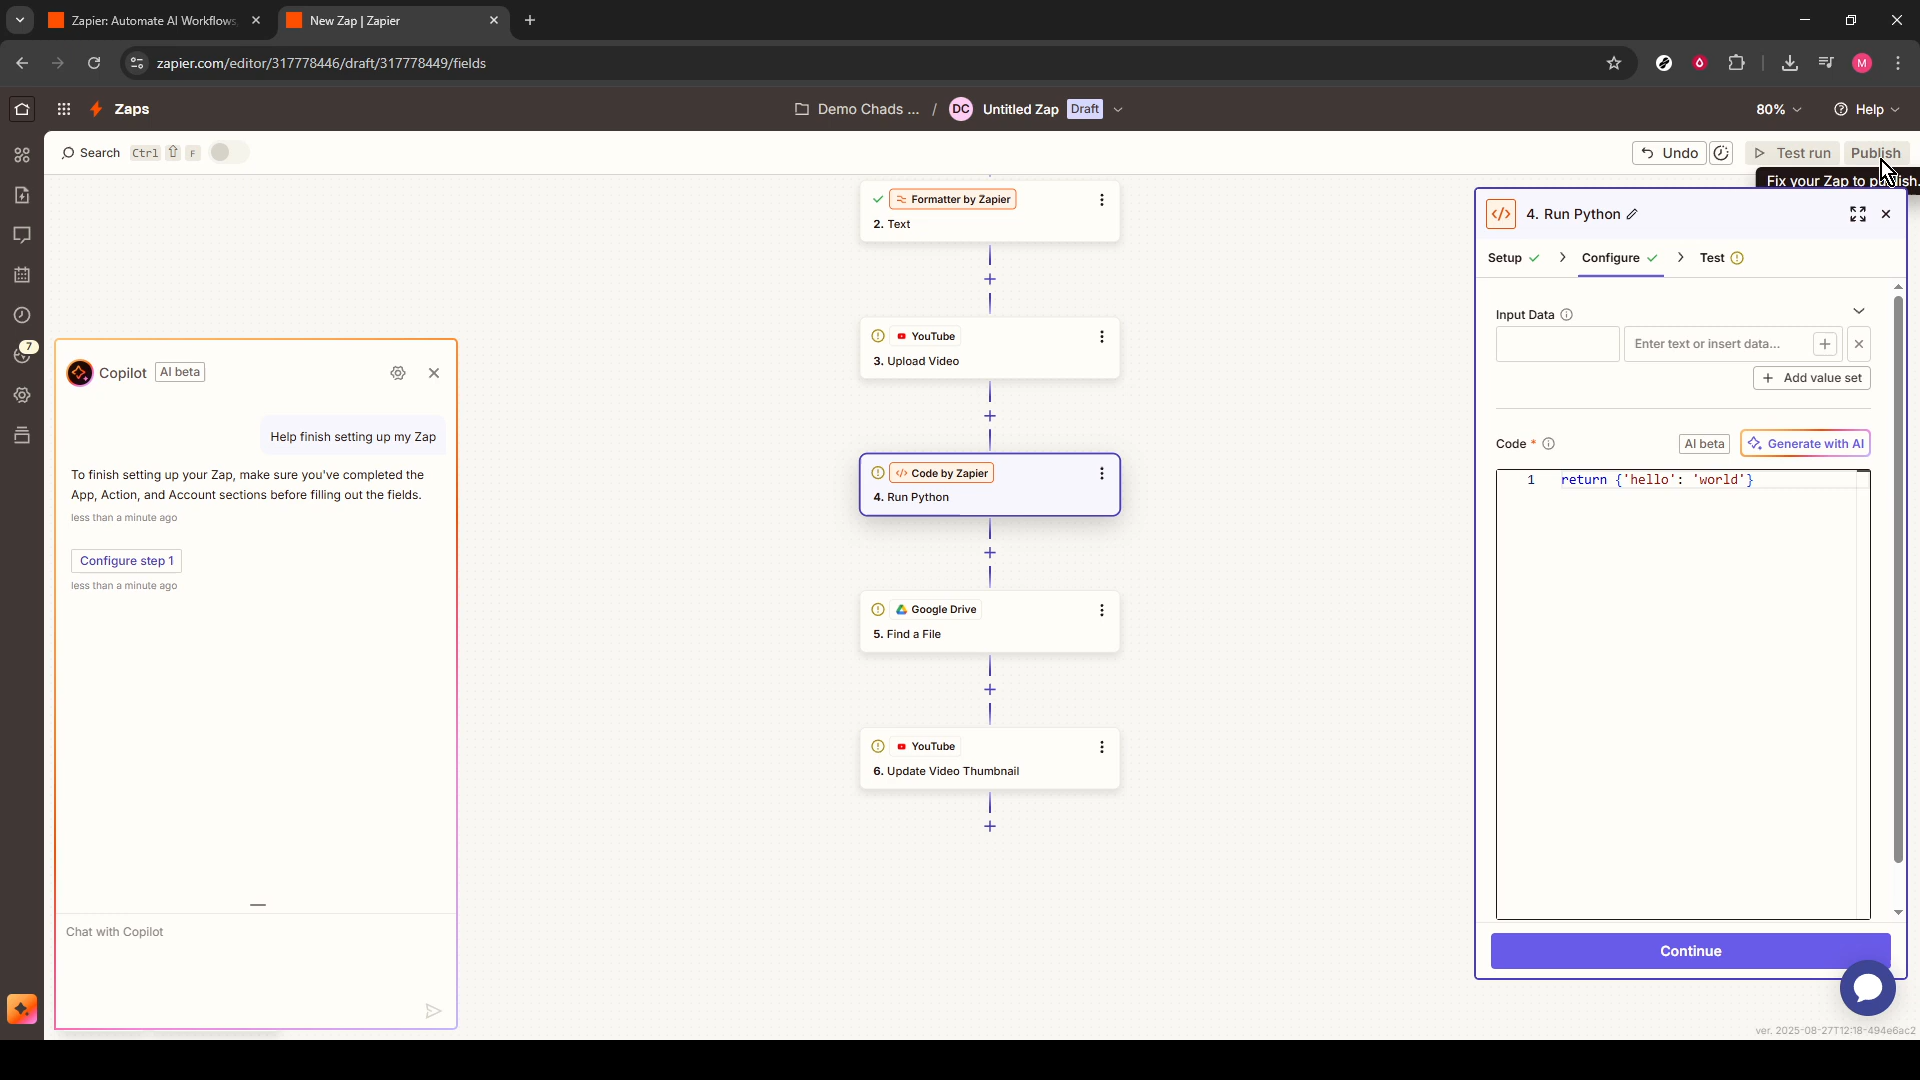 Zapier: Automate AI Workflows,
New Zap | Zapier
zapier.com/editor/317778446/draft/317778449/fields
M
Zaps
Demo Chads ... / DC Untitled Zap Draft
80%
Help
Search Ctrl F
Undo
Test run
Publish
Fix your Zap to publish.
7
Formatter by Zapier
2. Text
YouTube
3. Upload Video
Code by Zapier
4. Run Python
Google Drive
5. Find a File
YouTube
6. Update Video Thumbnail
Copilot AI beta
Help finish setting up my Zap
To finish setting up your Zap, make sure you've completed the
App, Action, and Account sections before filling out the fields.
less than a minute ago
Configure step 1
less than a minute ago
Chat with Copilot
4. Run Python
Setup
Configure
Test
Input Data
Enter text or insert data...
Add value set
Code *
AI beta
Generate with AI
1 return {'hello': 'world'}
Continue
ver. 2025-08-27T12:18-494e6ac2